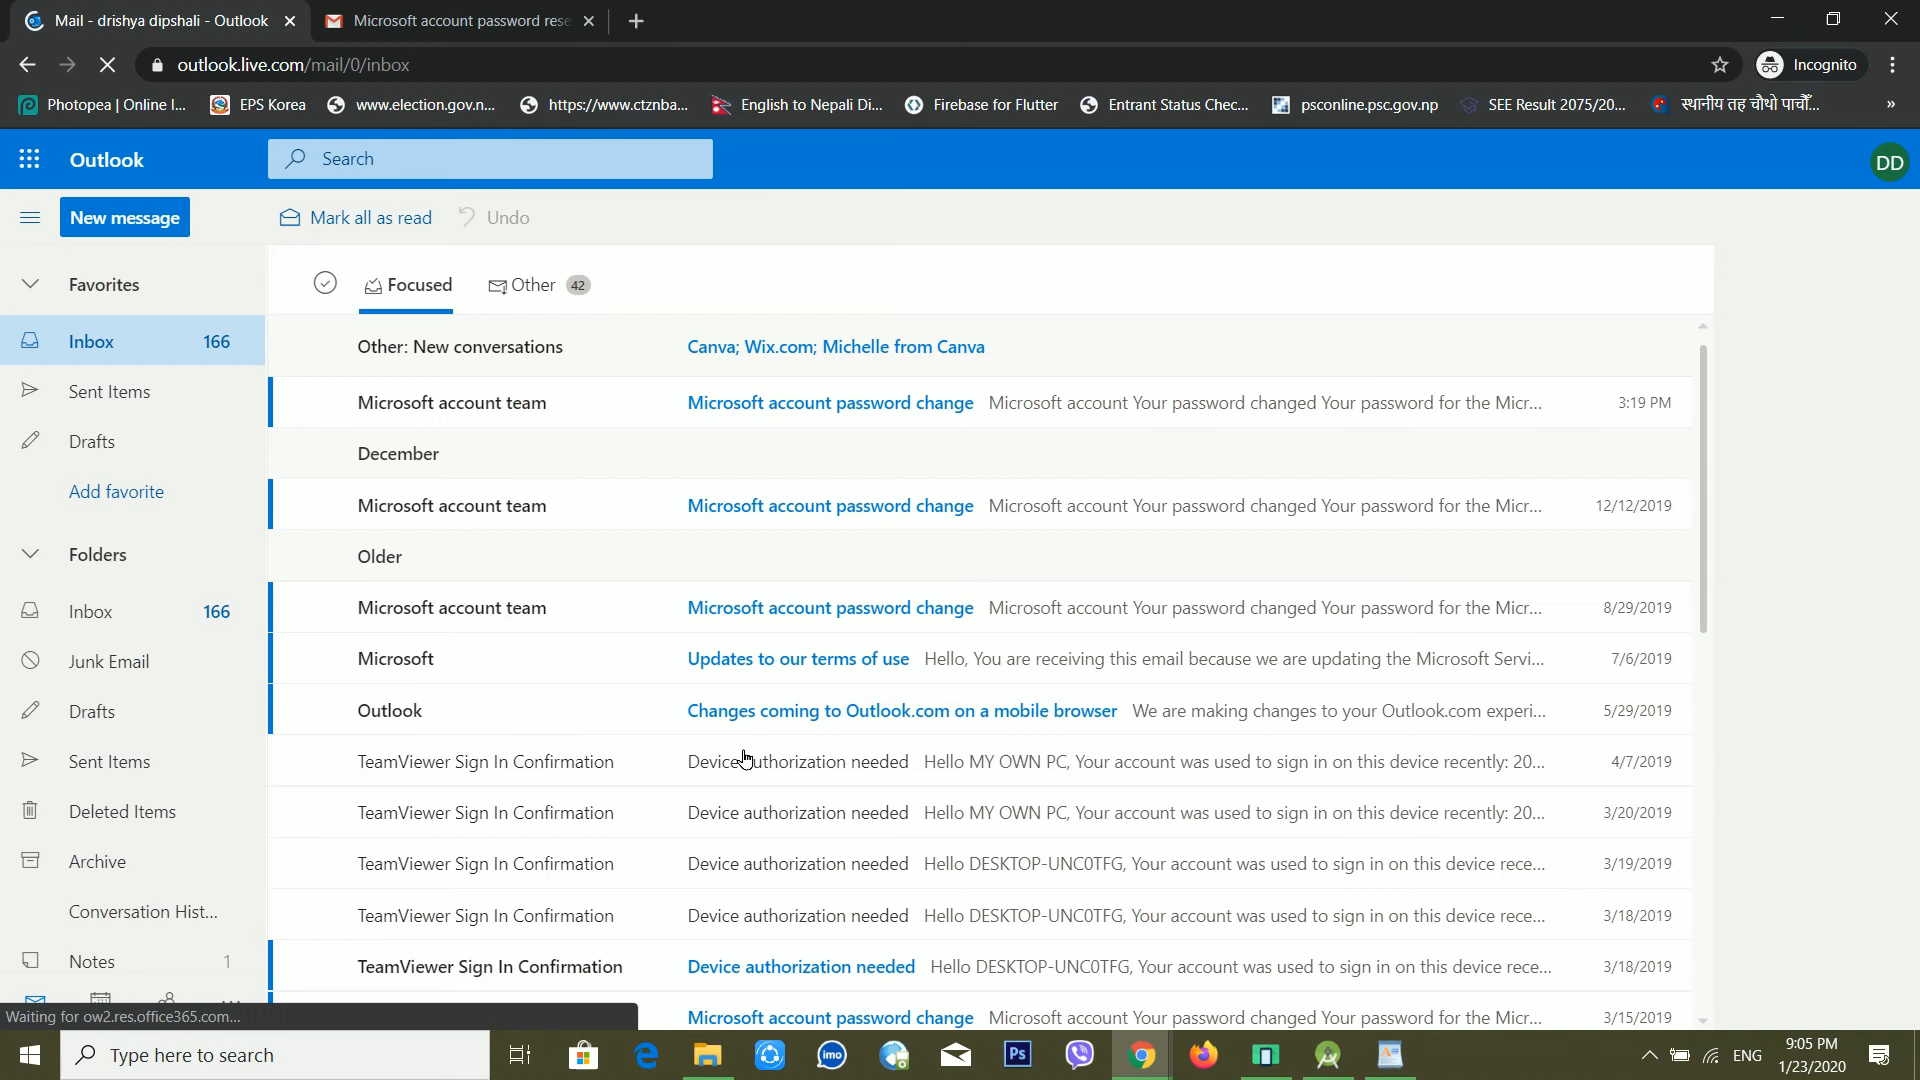 Mail - drishya dipshali - Outlook
Microsoft account password rese
outlook.live.com/mail/0/inbox
Incognito
Photopea | Online I...
EPS Korea
www.election.gov.n...
https://www.ctznba...
English to Nepali Di...
Firebase for Flutter
Entrant Status Chec...
psconline.psc.gov.np
SEE Result 2075/20...
स्थानीय तह चौथो पाचौँ...
»
Outlook
Search
DD
New message
Mark all as read
Undo
Favorites
Inbox 166
Sent Items
Drafts
Add favorite
Folders
Inbox 166
Junk Email
Drafts
Sent Items
Deleted Items
Archive
Conversation Hist...
Notes 1
Focused
Other 42
Other: New conversations Canva; Wix.com; Michelle from Canva
Microsoft account team Microsoft account password change Microsoft account Your password changed Your password for the Micr... 3:19 PM
December
Microsoft account team Microsoft account password change Microsoft account Your password changed Your password for the Micr... 12/12/2019
Older
Microsoft account team Microsoft account password change Microsoft account Your password changed Your password for the Micr... 8/29/2019
Microsoft Updates to our terms of use Hello, You are receiving this email because we are updating the Microsoft Servi... 7/6/2019
Outlook Changes coming to Outlook.com on a mobile browser We are making changes to your Outlook.com experi... 5/29/2019
TeamViewer Sign In Confirmation Device authorization needed Hello MY OWN PC, Your account was used to sign in on this device recently: 20... 4/7/2019
TeamViewer Sign In Confirmation Device authorization needed Hello MY OWN PC, Your account was used to sign in on this device recently: 20... 3/20/2019
TeamViewer Sign In Confirmation Device authorization needed Hello DESKTOP-UNC0TFG, Your account was used to sign in on this device rece... 3/19/2019
TeamViewer Sign In Confirmation Device authorization needed Hello DESKTOP-UNC0TFG, Your account was used to sign in on this device rece... 3/18/2019
TeamViewer Sign In Confirmation Device authorization needed Hello DESKTOP-UNC0TFG, Your account was used to sign in on this device rece... 3/18/2019
Microsoft account password change Microsoft account Your password changed Your password for the Micr... 3/15/2019
Waiting for ow2.res.office365.com...
Type here to search
imo
Ps
ENG
9:05 PM
1/23/2020